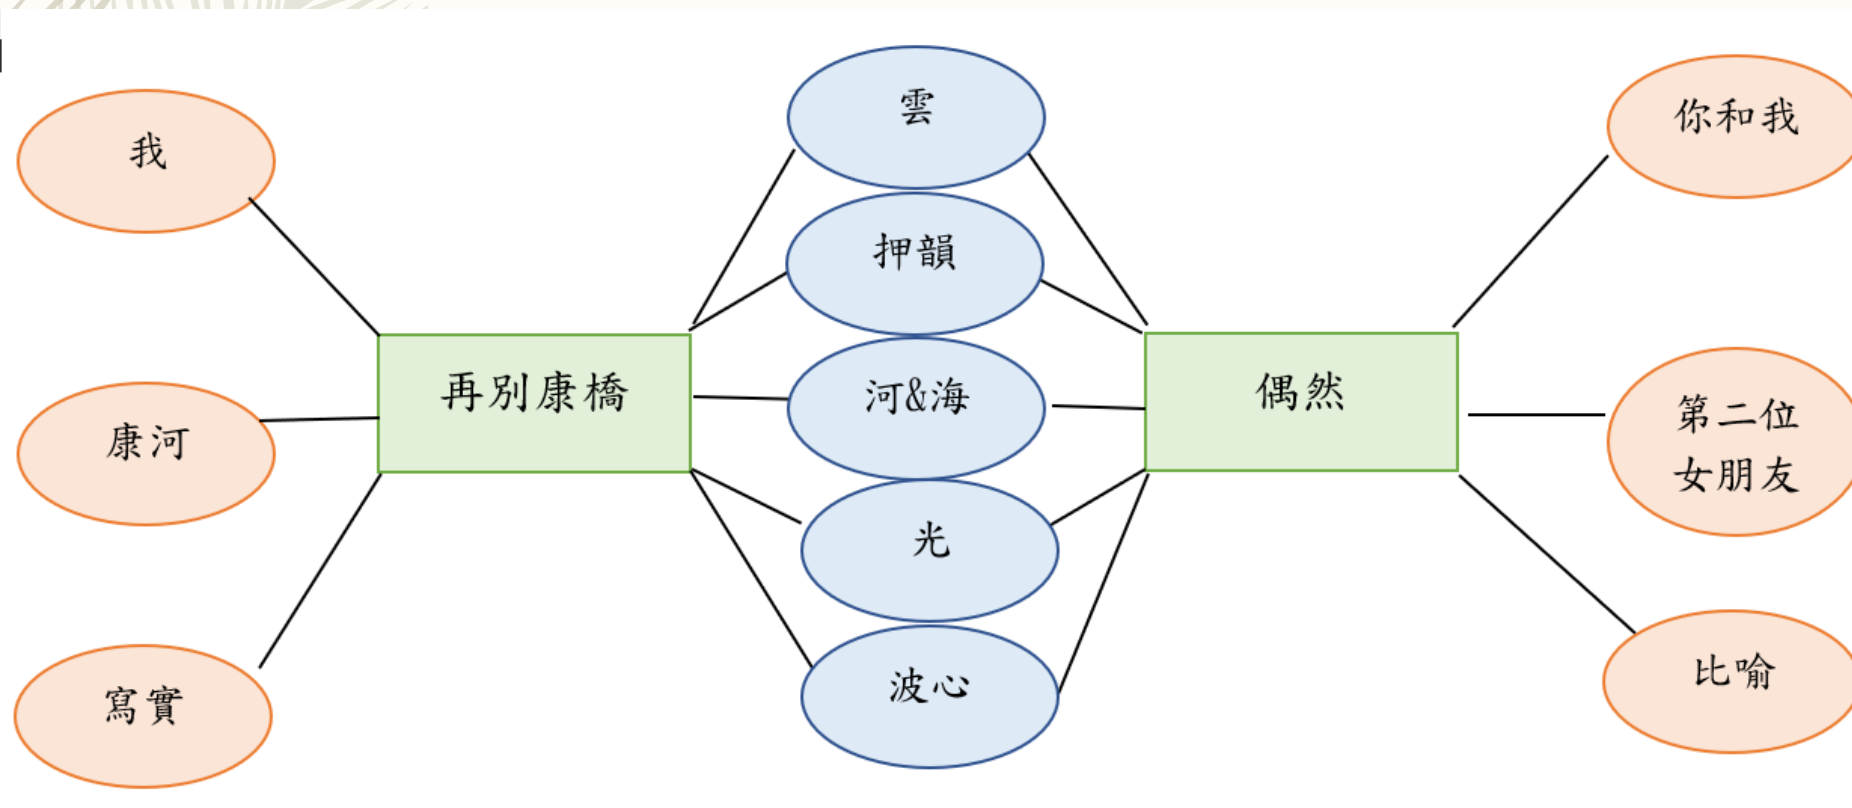 雲
你和我
我
押韻
再別康橋
河&海
偶然
康河
第二位
女朋友
光
寫實
波心
比喻